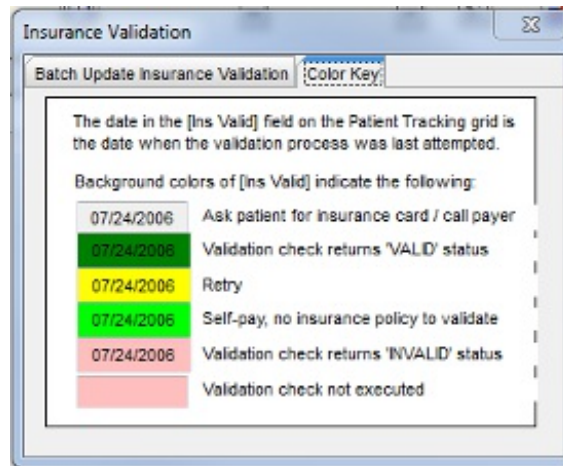 Insurance Validation
Batch Update Insurance Validation Color Key
The date in the [Ins Valid] field on the Patient Tracking grid is
the date when the validation process was last attempted.
Background colors of [Ins Valid] indicate the following:
07/24/2006 Ask patient for insurance card / call payer
07/24/2006 Validation check returns 'VALID' status
07/24/2006 Retry
07/24/2006 Self-pay, no insurance policy to validate
07/24/2006 Validation check returns 'INVALID' status
Validation check not executed